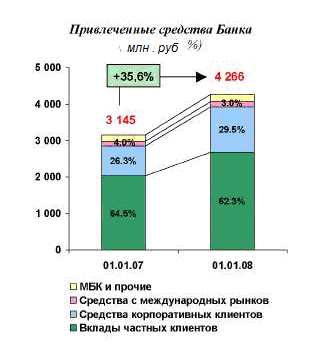 Привлеченные средства Банка
млн . руб %)
+35,6%
4 266
3 145
5 000
4 000
3 000
2 000
1 000
0
4.0%
26.3%
64.5%
3.0%
29.5%
62.3%
01.01.07 01.01.08
МБК и прочие
Средства с международных рынков
Средства корпоративных клиентов
Вклады частных клиентов